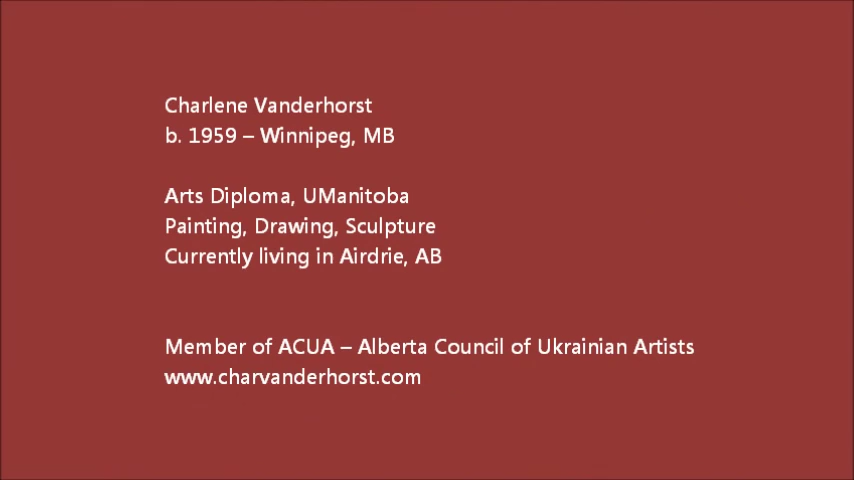 Charlene Vanderhorst
b. 1959 – Winnipeg, MB
Arts Diploma, UManitoba
Painting, Drawing, Sculpture
Currently living in Airdrie, AB
Member of ACUA – Alberta Council of Ukrainian Artists
www.charvanderhorst.com